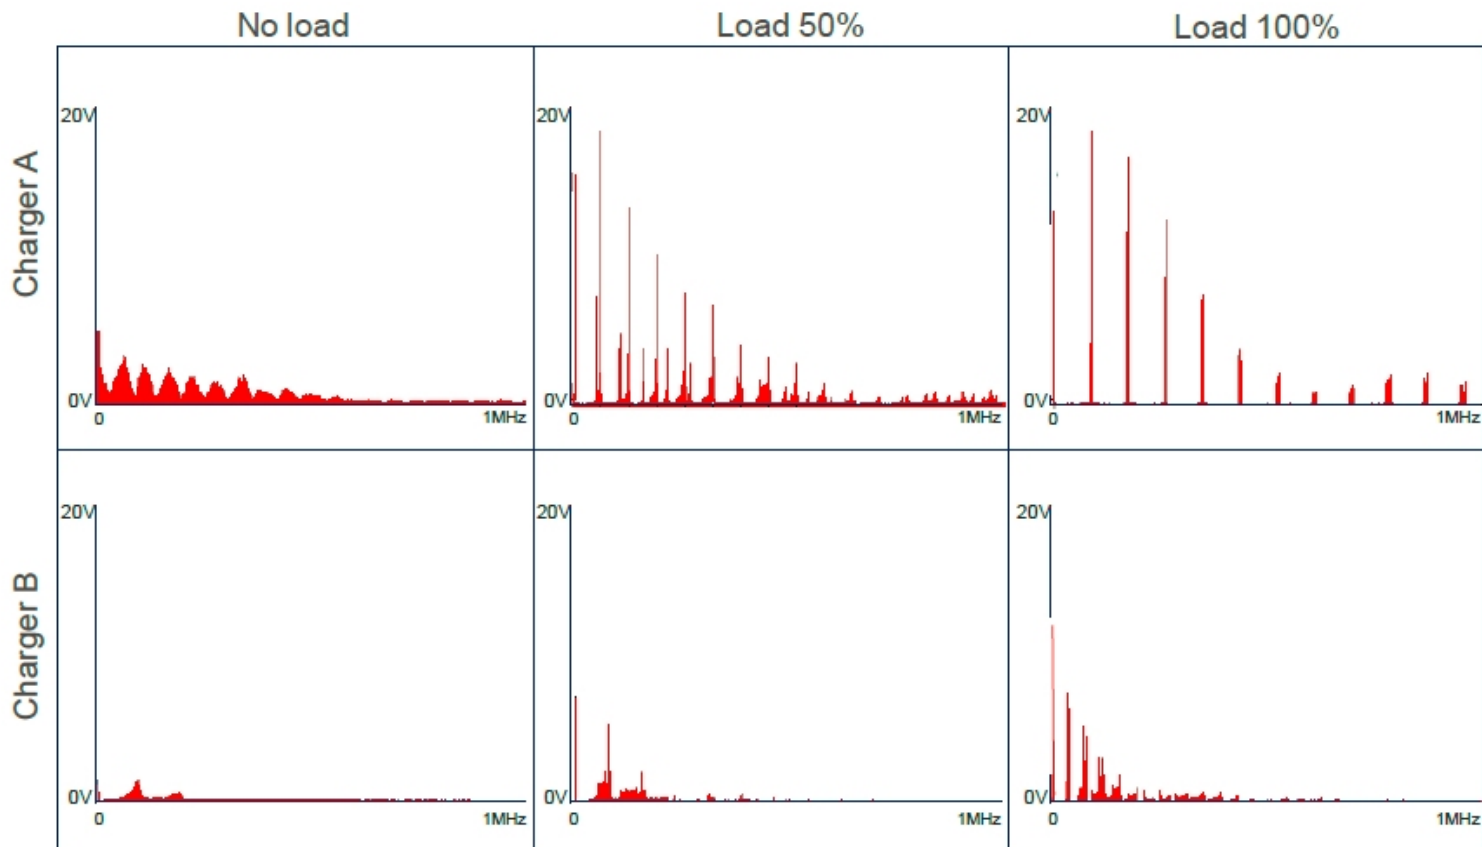 No load Load 50% Load 100%
Charger A
20V 20V 20V
0V 0V 0V
0 1MHz 0 1MHz 0 1MHz
Charger B
20V 20V 20V
0V 0V 0V
0 1MHz 0 1MHz 0 1MHz